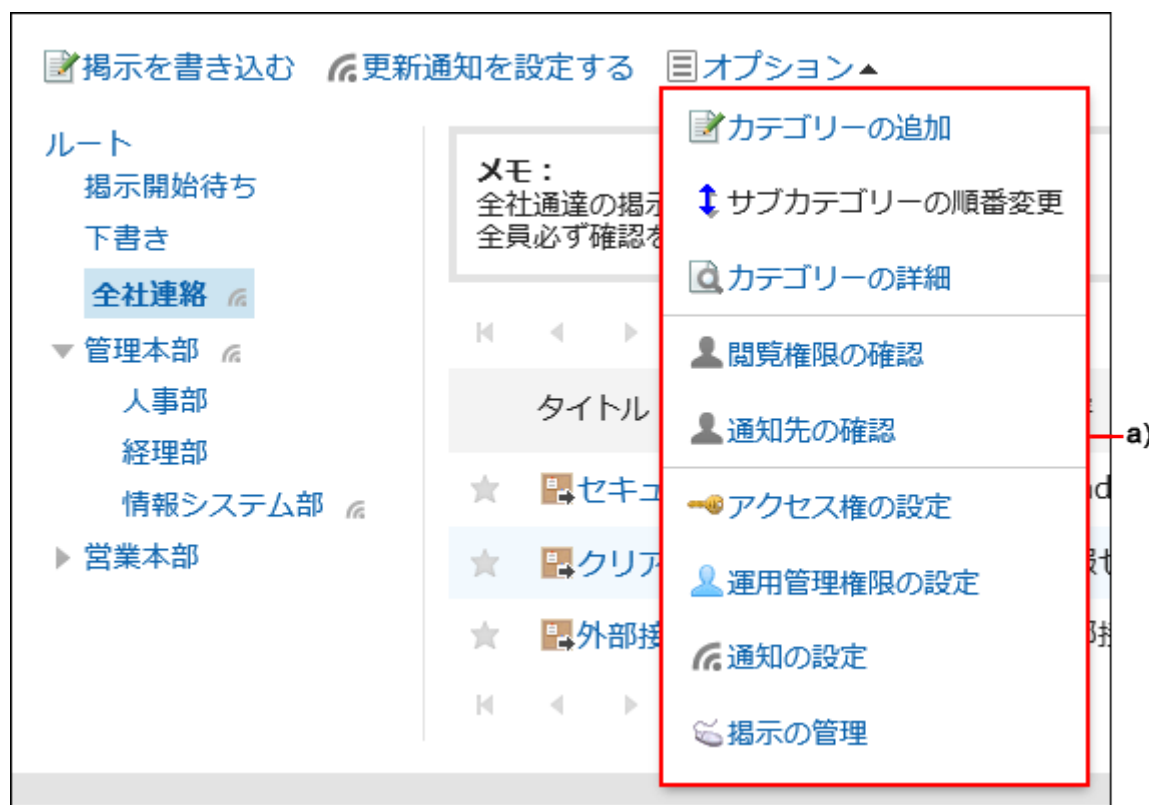 掲示を書き込む 更新通知を設定する オプション▲
ルート
掲示開始待ち
下書き
全社連絡
管理本部
人事部
経理部
情報システム部
営業本部
メモ：
全社通達の掲示
全員必ず確認を
タイトル
セキュ
クリア
外部接
カテゴリーの追加
サブカテゴリーの順番変更
カテゴリーの詳細
閲覧権限の確認
通知先の確認
アクセス権の設定
運用管理権限の設定
通知の設定
掲示の管理
a)